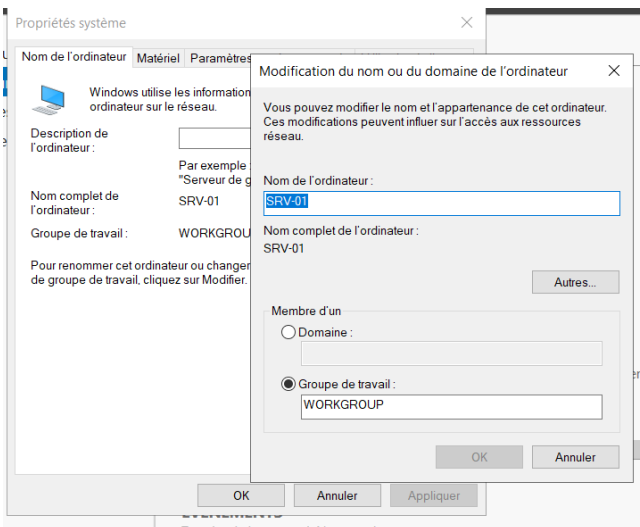 Propriétés système
Nom de l'ordinateur Matériel Paramètres
Windows utilise les information
ordinateur sur le réseau.
Description de
l'ordinateur :
Par exemple :
"Serveur de g
Nom complet de
l'ordinateur :
SRV-01
Groupe de travail :
WORKGROU
Pour renommer cet ordinateur ou changer
de groupe de travail, cliquez sur Modifier.
OK
Annuler
Appliquer
Modification du nom ou du domaine de l'ordinateur
Vous pouvez modifier le nom et l'appartenance de cet ordinateur.
Ces modifications peuvent influer sur l'accès aux ressources
réseau.
Nom de l'ordinateur :
SRV-01
Nom complet de l'ordinateur :
SRV-01
Autres...
Membre d'un
Domaine :
Groupe de travail :
WORKGROUP
OK
Annuler